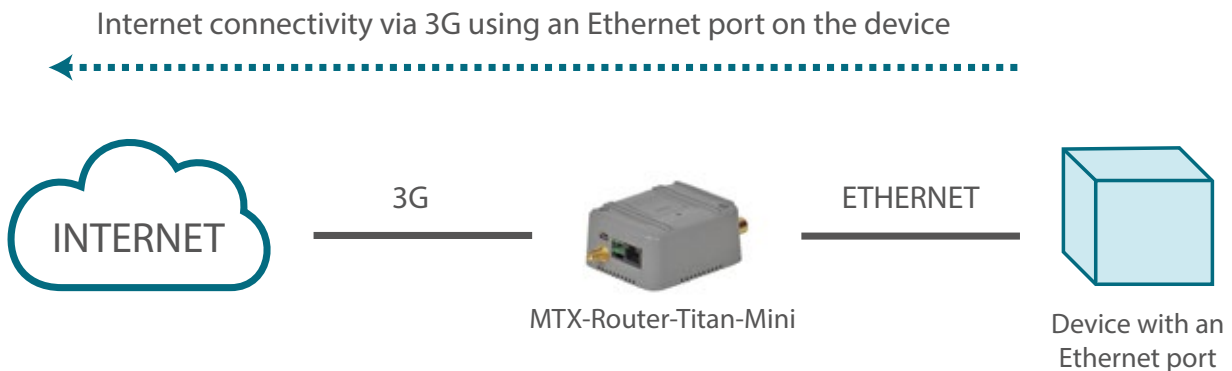 Internet connectivity via 3G using an Ethernet port on the device
INTERNET
3G
ETHERNET
MTX-Router-Titan-Mini
Device with an
Ethernet port